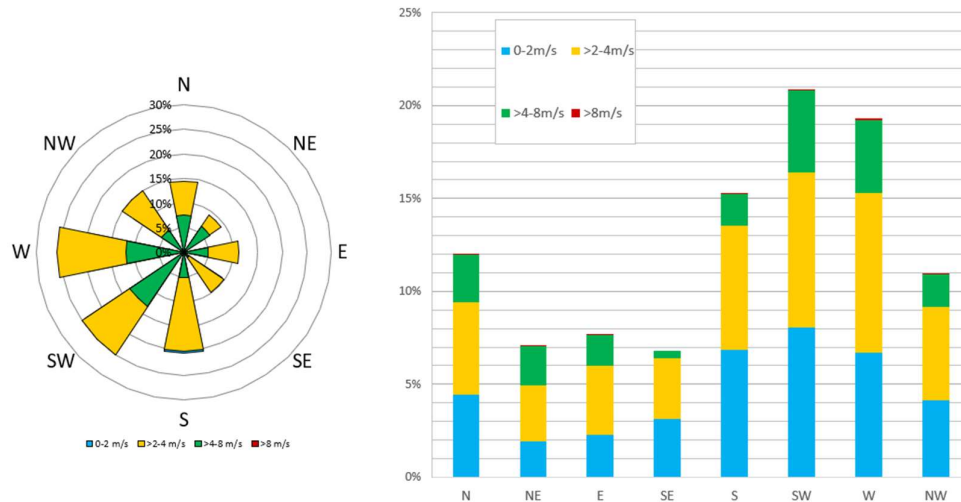 N
30%
25%
NW
NE
20%
15%
10%
5%
0%
W
E
SW
SE
S
0-2 m/s >2-4 m/s >4-8 m/s >8 m/s
25%
0-2m/s >2-4m/s
20%
>4-8m/s >8m/s
15%
10%
5%
0%
N NE E SE S SW W NW